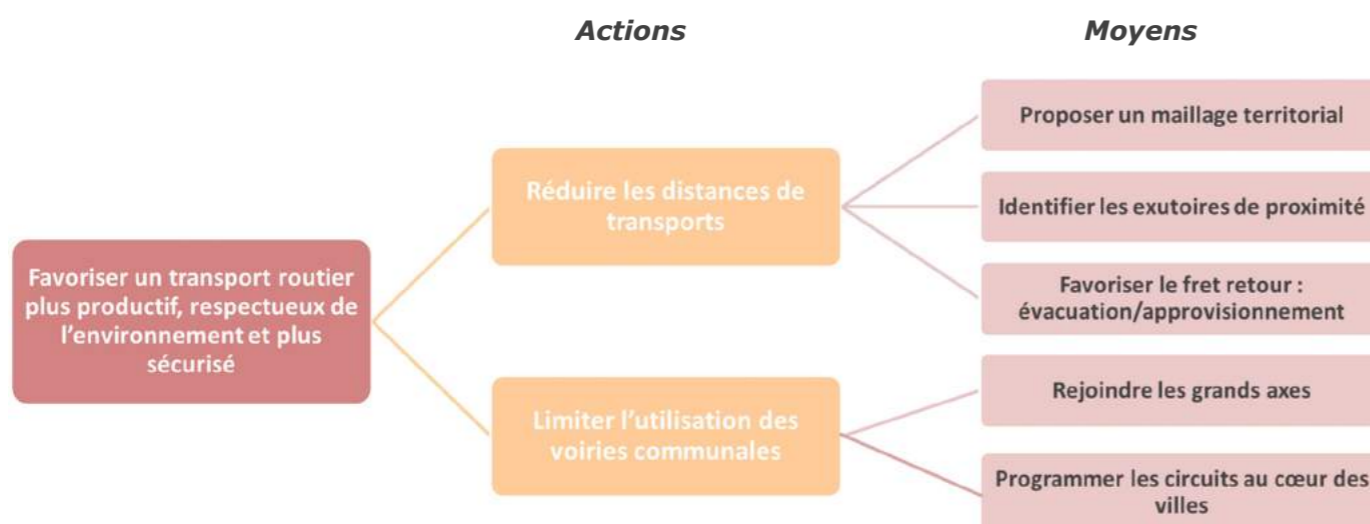 Actions
Moyens
Favoriser un transport routier
plus productif, respectueux de
l'environnement et plus
sécurisé
Réduire les distances de
transports
Limiter l'utilisation des
voiries communales
Proposer un maillage territorial
Identifier les exutoires de proximité
Favoriser le fret retour :
évacuation/approvisionnement
Rejoindre les grands axes
Programmer les circuits au cœur des
villes